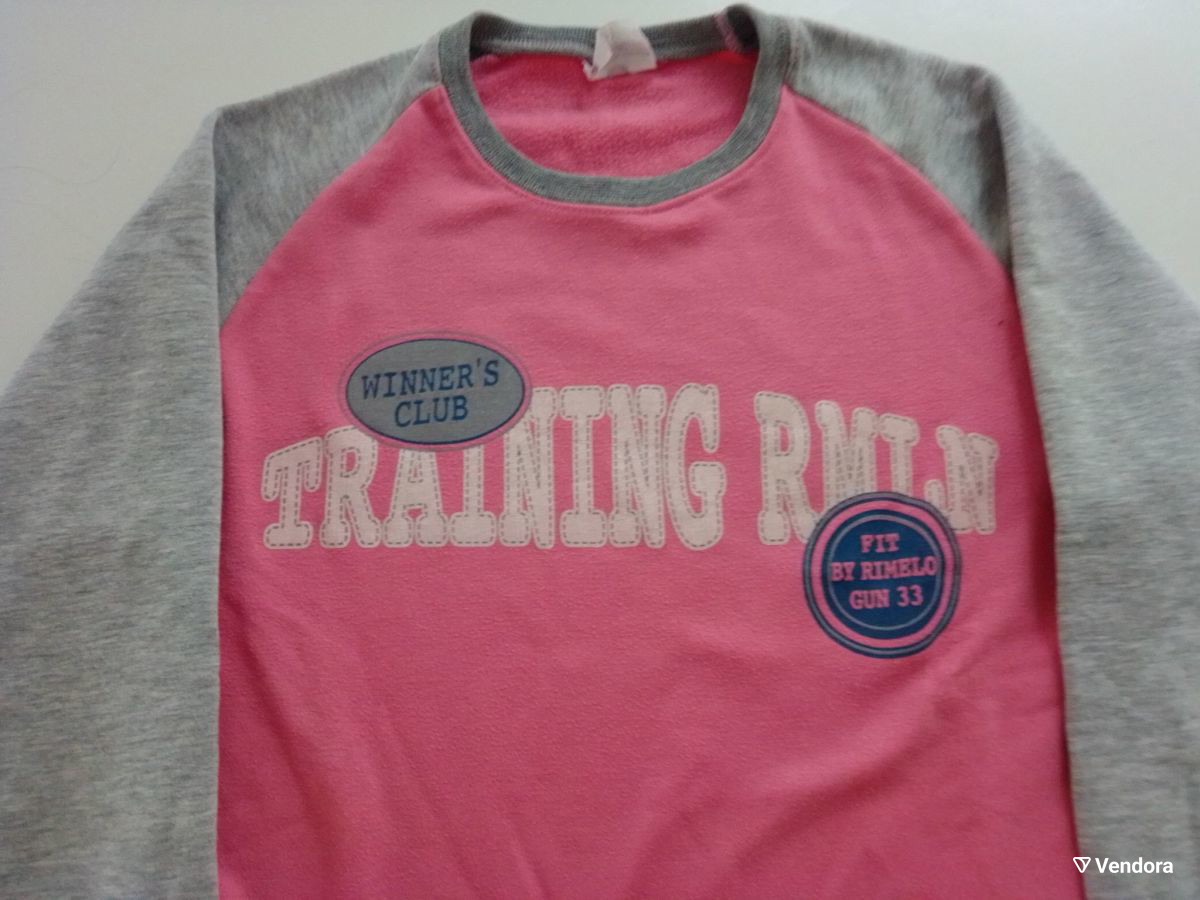 WINNER'S
CLUB
TRAINING RMLN
FIT
BY RIMELO
GUN 33
Vendora